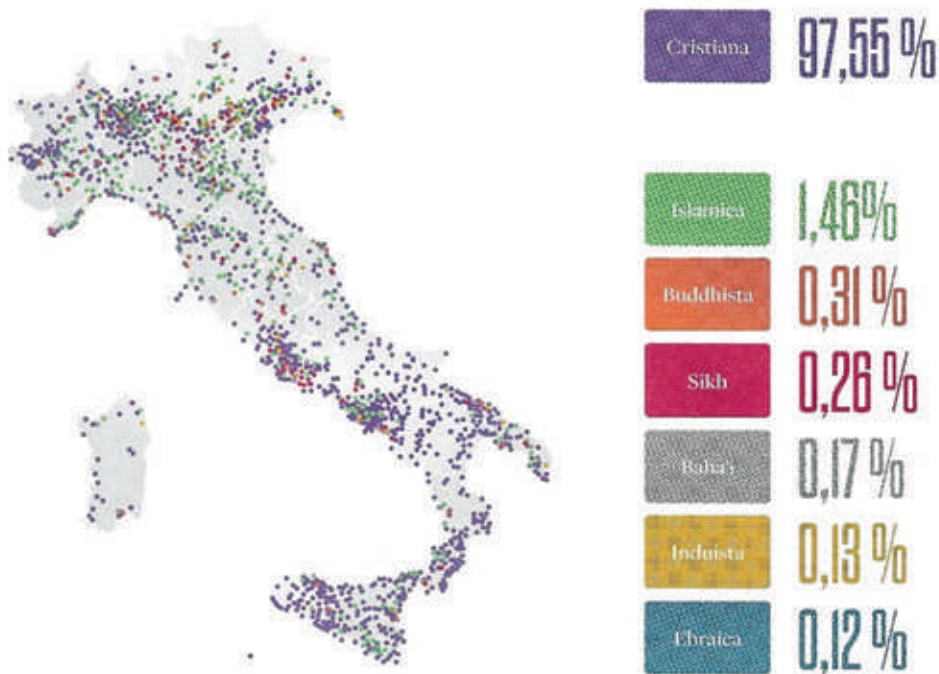 Cristiana 97,55 %
Islamica 1,46%
Buddhista 0,31 %
Sikh 0,26 %
Baha'i 0,17 %
Induista 0,13 %
Ebraica 0,12 %